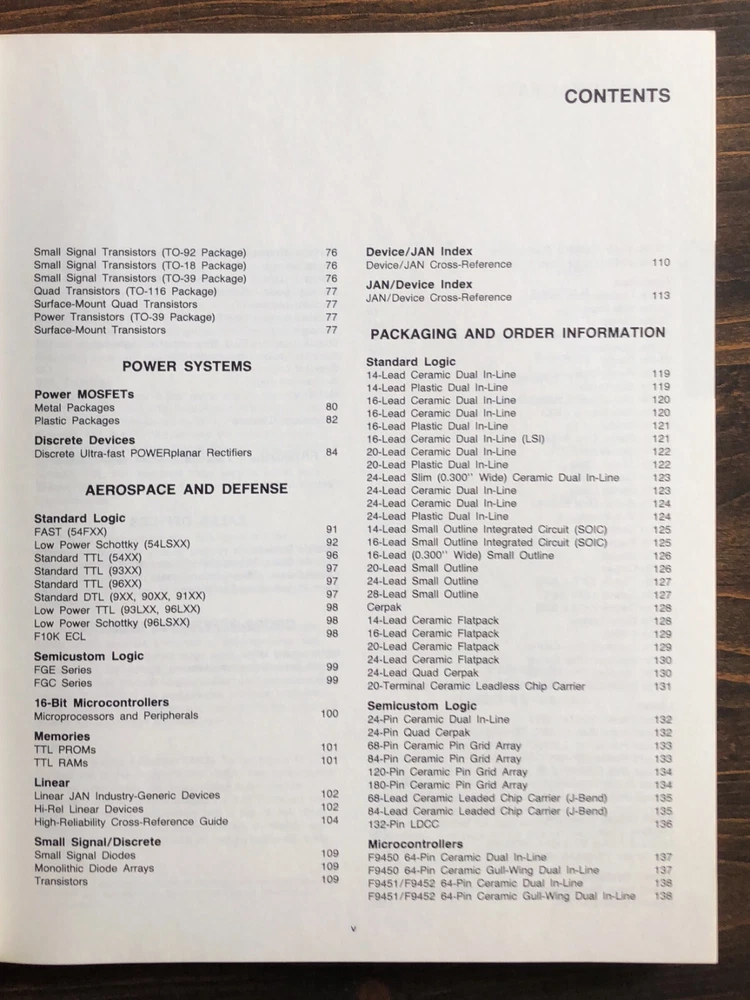 CONTENTS
Small Signal Transistors (TO-92 Package) 76
Small Signal Transistors (TO-18 Package) 76
Small Signal Transistors (TO-39 Package) 76
Quad Transistors (TO-116 Package) 77
Surface-Mount Quad Transistors 77
Power Transistors (TO-39 Package) 77
Surface-Mount Transistors 77
POWER SYSTEMS
Power MOSFETs
Metal Packages 80
Plastic Packages 82
Discrete Devices
Discrete Ultra-fast POWERplanar Rectifiers 84
AEROSPACE AND DEFENSE
Standard Logic
FAST (54FXX) 91
Low Power Schottky (54LSXX) 92
Standard TTL (54XX) 96
Standard TTL (93XX) 97
Standard TTL (96XX) 97
Standard DTL (9XX, 90XX, 91XX) 97
Low Power TTL (93LXX, 96LXX) 98
Low Power Schottky (96LSXX) 98
F10K ECL 98
Semicustom Logic
FGE Series 99
FGC Series 99
16-Bit Microcontrollers
Microprocessors and Peripherals 100
Memories
TTL PROMs 101
TTL RAMs 101
Linear
Linear JAN Industry-Generic Devices 102
Hi-Rel Linear Devices 102
High-Reliability Cross-Reference Guide 104
Small Signal/Discrete
Small Signal Diodes 109
Monolithic Diode Arrays 109
Transistors 109
Device/JAN Index
Device/JAN Cross-Reference 110
JAN/Device Index
JAN/Device Cross-Reference 113
PACKAGING AND ORDER INFORMATION
Standard Logic
14-Lead Ceramic Dual In-Line 119
14-Lead Plastic Dual In-Line 119
16-Lead Ceramic Dual In-Line 120
16-Lead Ceramic Dual In-Line 120
16-Lead Plastic Dual In-Line 121
16-Lead Ceramic Dual In-Line (LSI) 121
20-Lead Ceramic Dual In-Line 122
20-Lead Plastic Dual In-Line 122
24-Lead Slim (0.300" Wide) Ceramic Dual In-Line 123
24-Lead Ceramic Dual In-Line 123
24-Lead Ceramic Dual In-Line 124
24-Lead Plastic Dual In-Line 124
14-Lead Small Outline Integrated Circuit (SOIC) 125
16-Lead Small Outline Integrated Circuit (SOIC) 125
16-Lead (0.300" Wide) Small Outline 126
20-Lead Small Outline 126
24-Lead Small Outline 127
28-Lead Small Outline 127
Cerpak 128
14-Lead Ceramic Flatpack 128
16-Lead Ceramic Flatpack 129
20-Lead Ceramic Flatpack 129
24-Lead Ceramic Flatpack 130
24-Lead Quad Cerpak 130
20-Terminal Ceramic Leadless Chip Carrier 131
Semicustom Logic
24-Pin Ceramic Dual In-Line 132
24-Pin Quad Cerpak 132
68-Pin Ceramic Pin Grid Array 133
84-Pin Ceramic Pin Grid Array 133
120-Pin Ceramic Pin Grid Array 134
180-Pin Ceramic Pin Grid Array 134
68-Lead Ceramic Leaded Chip Carrier (J-Bend) 135
84-Lead Ceramic Leaded Chip Carrier (J-Bend) 135
132-Pin LDCC 136
Microcontrollers
F9450 64-Pin Ceramic Dual In-Line 137
F9450 64-Pin Ceramic Gull-Wing Dual In-Line 137
F9451/F9452 64-Pin Ceramic Dual In-Line 138
F9451/F9452 64-Pin Ceramic Gull-Wing Dual In-Line 138
v